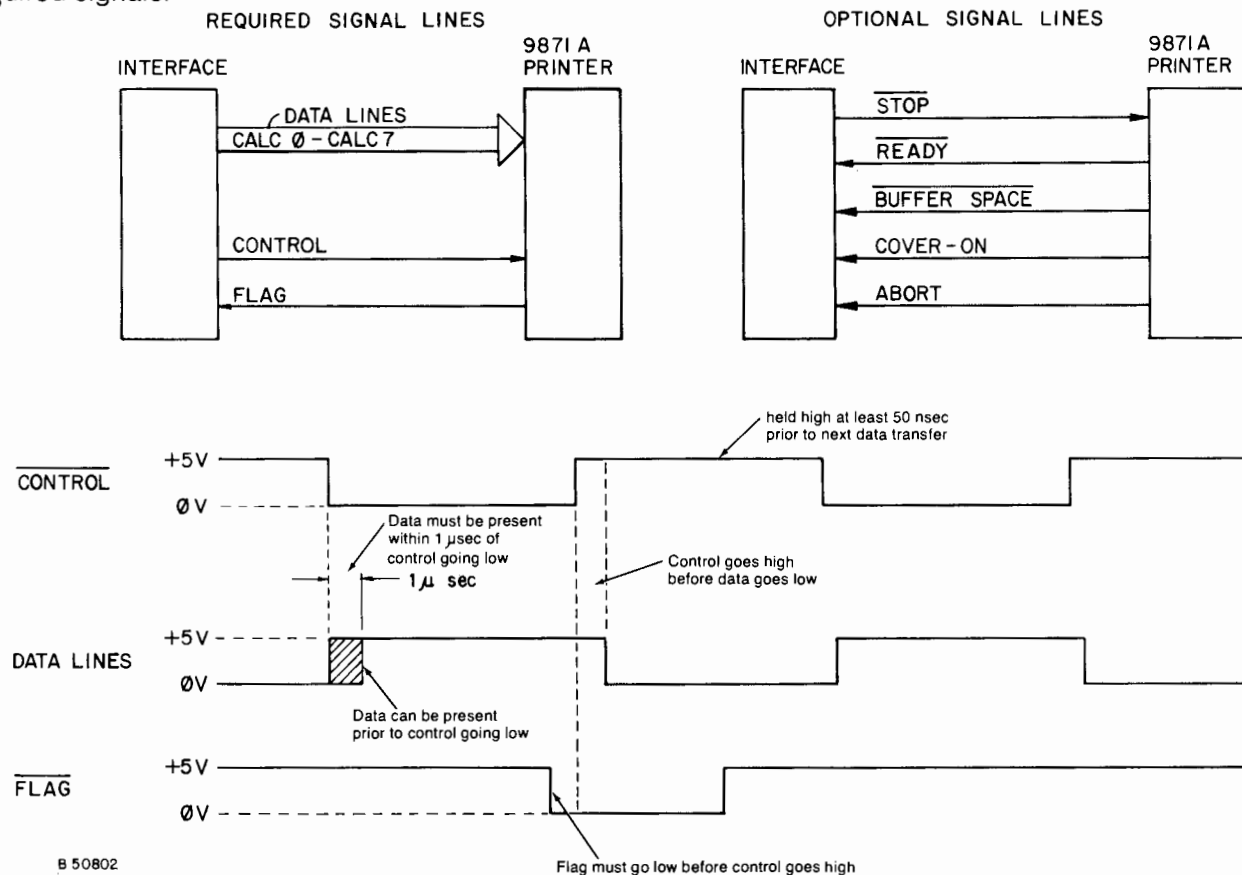 quired signals.
REQUIRED SIGNAL LINES
OPTIONAL SIGNAL LINES
INTERFACE
9871A
PRINTER
INTERFACE
9871A
PRINTER
DATA LINES
CALC Ø-CALC 7
CONTROL
FLAG
STOP
READY
BUFFER SPACE
COVER-ON
ABORT
held high at least 50 nsec
prior to next data transfer
CONTROL
+5V
ØV
Data must be present
within 1 μsec of
control going low
1μ sec
Control goes high
before data goes low
DATA LINES
+5V
ØV
Data can be present
prior to control going low
FLAG
+5V
ØV
B 50802
Flag must go low before control goes high